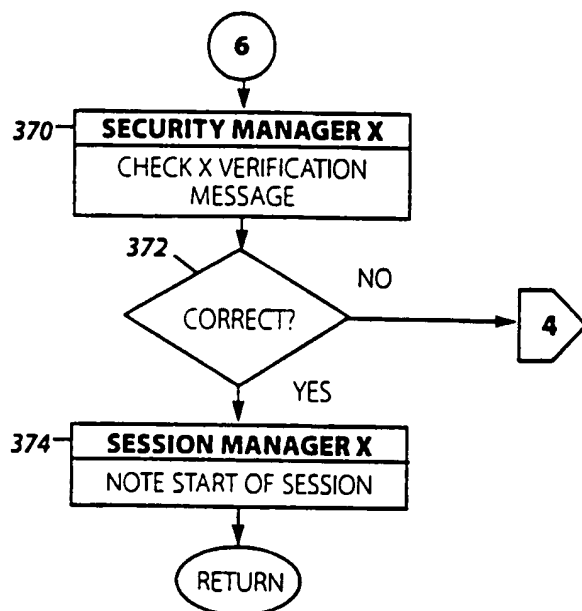 6
370
SECURITY MANAGER X
CHECK X VERIFICATION
MESSAGE
372
NO
CORRECT?
4
YES
374
SESSION MANAGER X
NOTE START OF SESSION
RETURN